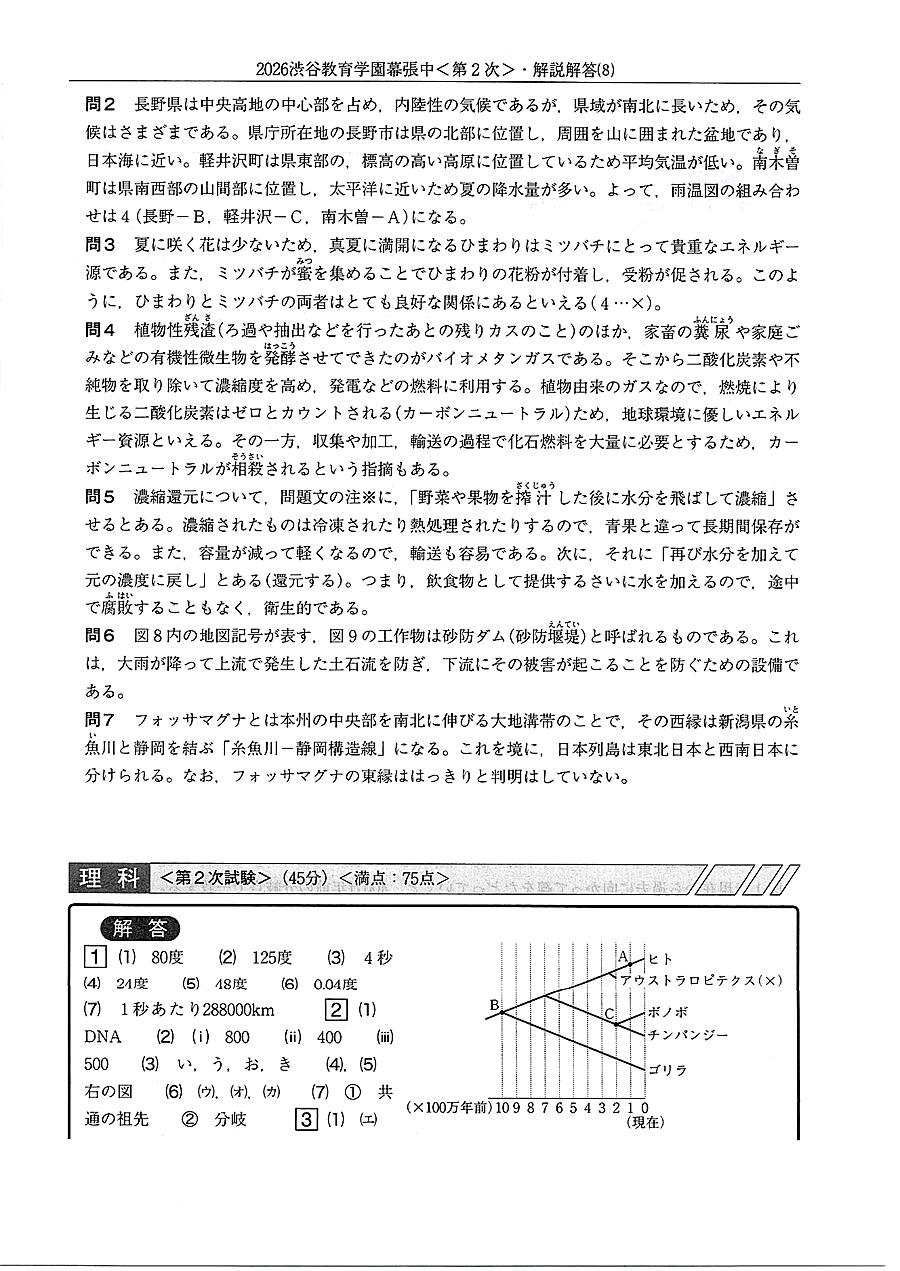 2026渋谷教育学園幕張中＜第２次＞・解説解答(8)
問２　長野県は中央高地の中心部を占め，内陸性の気候であるが，県域が南北に長いため，その気
候はさまざまである。県庁所在地の長野市は県の北部に位置し，周囲を山に囲まれた盆地であり，
日本海に近い。軽井沢町は県東部の，標高の高い高原に位置しているため平均気温が低い。南木曽
町は県南西部の山間部に位置し，太平洋に近いため夏の降水量が多い。よって，雨温図の組み合わ
せは４(長野－Ｂ，軽井沢－Ｃ，南木曽－Ａ)になる。
問３　夏に咲く花は少ないため，真夏に満開になるひまわりはミツバチにとって貴重なエネルギー
源である。また，ミツバチが蜜を集めることでひまわりの花粉が付着し，受粉が促される。このよ
うに，ひまわりとミツバチの両者はとても良好な関係にあるといえる(４…×)。
問４　植物性残渣(ろ過や抽出などを行ったあとの残りカスのこと)のほか，家畜の糞尿や家庭ご
みなどの有機性微生物を発酵させてできたのがバイオメタンガスである。そこから二酸化炭素や不
純物を取り除いて濃縮度を高め，発電などの燃料に利用する。植物由来のガスなので，燃焼により
生じる二酸化炭素はゼロとカウントされる(カーボンニュートラル)ため，地球環境に優しいエネル
ギー資源といえる。その一方，収集や加工，輸送の過程で化石燃料を大量に必要とするため，カー
ボンニュートラルが相殺されるという指摘もある。
問５　濃縮還元について，問題文の注※に，「野菜や果物を搾汁した後に水分を飛ばして濃縮」さ
せるとある。濃縮されたものは冷凍されたり熱処理されたりするので，青果と違って長期間保存が
できる。また，容量が減って軽くなるので，輸送も容易である。次に，それに「再び水分を加えて
元の濃度に戻し」とある(還元する)。つまり，飲食物として提供するさいに水を加えるので，途中
で腐敗することもなく，衛生的である。
問６　図８内の地図記号が表す，図９の工作物は砂防ダム(砂防堰堤)と呼ばれるものである。これ
は，大雨が降って上流で発生した土石流を防ぎ，下流にその被害が起こることを防ぐための設備で
ある。
問７　フォッサマグナとは本州の中央部を南北に伸びる大地溝帯のことで，その西縁は新潟県の糸
魚川と静岡を結ぶ「糸魚川－静岡構造線」になる。これを境に，日本列島は東北日本と西南日本に
分けられる。なお，フォッサマグナの東縁ははっきりと判明はしていない。
理科　＜第２次試験＞（45分）＜満点：75点＞
解答
1　(1)　80度　(2)　125度　(3)　４秒
(4)　24度　(5)　48度　(6)　0.04度
(7)　１秒あたり288000km　2　(1)
DNA　(2)　(i)　800　(ii)　400　(iii)
500　(3)　い，う，お，き　(4)，(5)
右の図　(6)　(ウ)，(オ)，(カ)　(7)　①　共
通の祖先　②　分岐　3　(1)　(エ)
A
ヒト
アウストラロピテクス(×)
B
C
ボノボ
チンパンジー
ゴリラ
(×100万年前) 10 9 8 7 6 5 4 3 2 1 0
(現在)